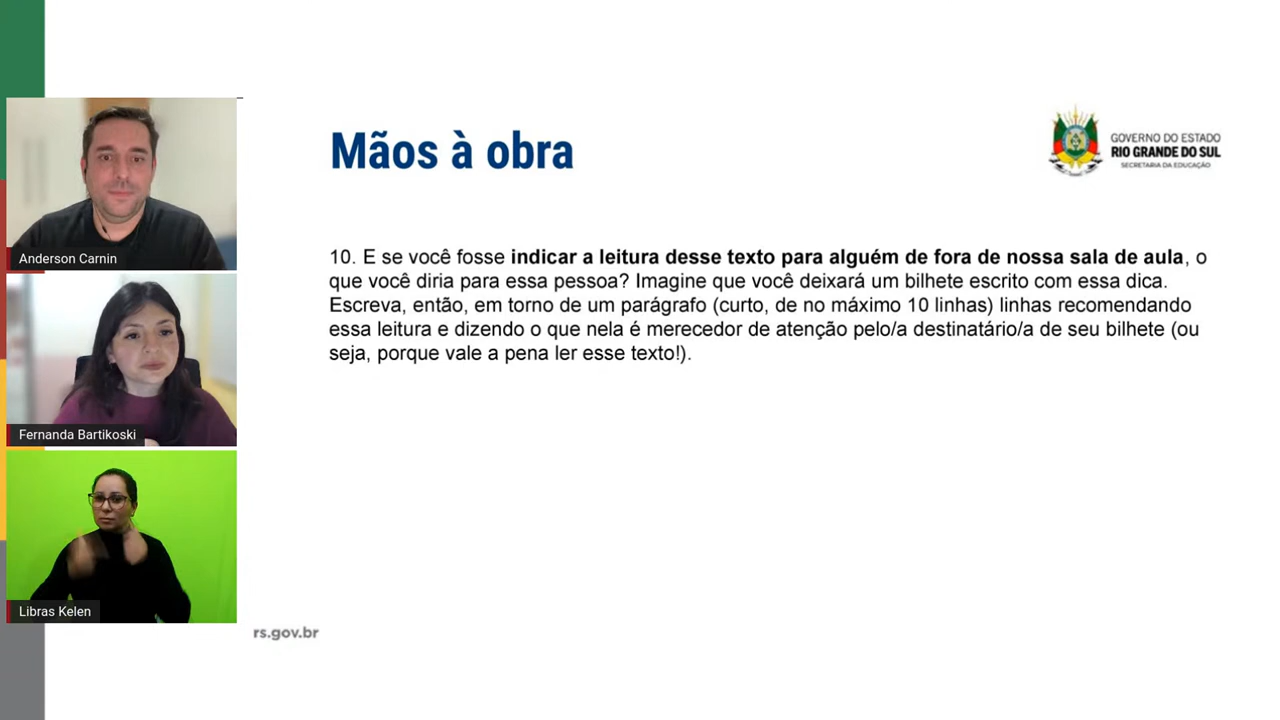 Mãos à obra
GOVERNO DO ESTADO
RIO GRANDE DO SUL
SECRETARIA DA EDUCAÇÃO
10. E se você fosse indicar a leitura desse texto para alguém de fora de nossa sala de aula, o
que você diria para essa pessoa? Imagine que você deixará um bilhete escrito com essa dica.
Escreva, então, em torno de um parágrafo (curto, de no máximo 10 linhas) linhas recomendando
essa leitura e dizendo o que nela é merecedor de atenção pelo/a destinatário/a de seu bilhete (ou
seja, porque vale a pena ler esse texto!).
Anderson Carnin
Fernanda Bartikoski
Libras Kelen
rs.gov.br